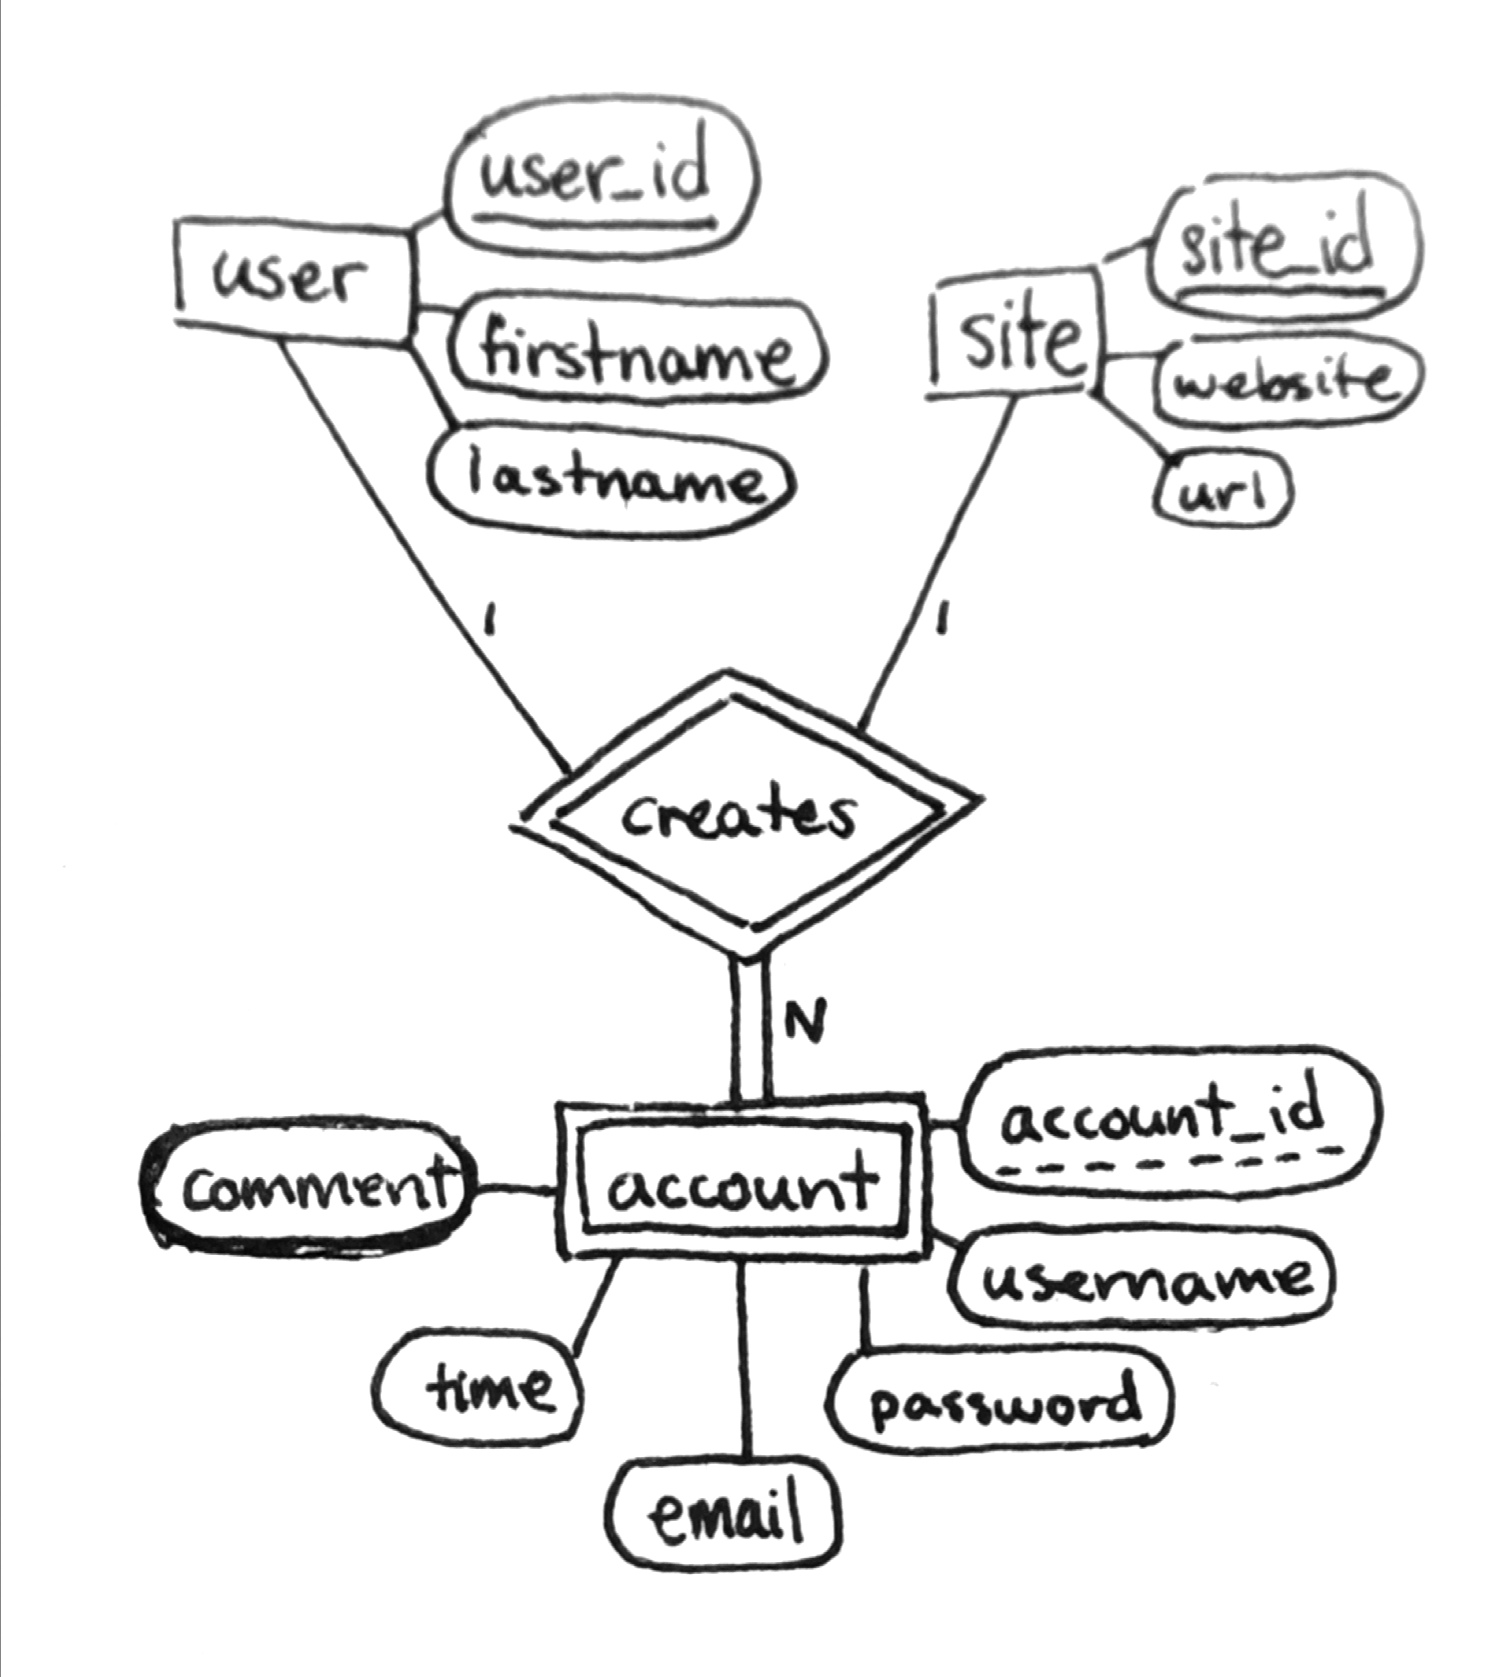 user_id
user
firstname
lastname
site_id
site
website
url
1
1
creates
N
account_id
account
comment
username
time
password
email